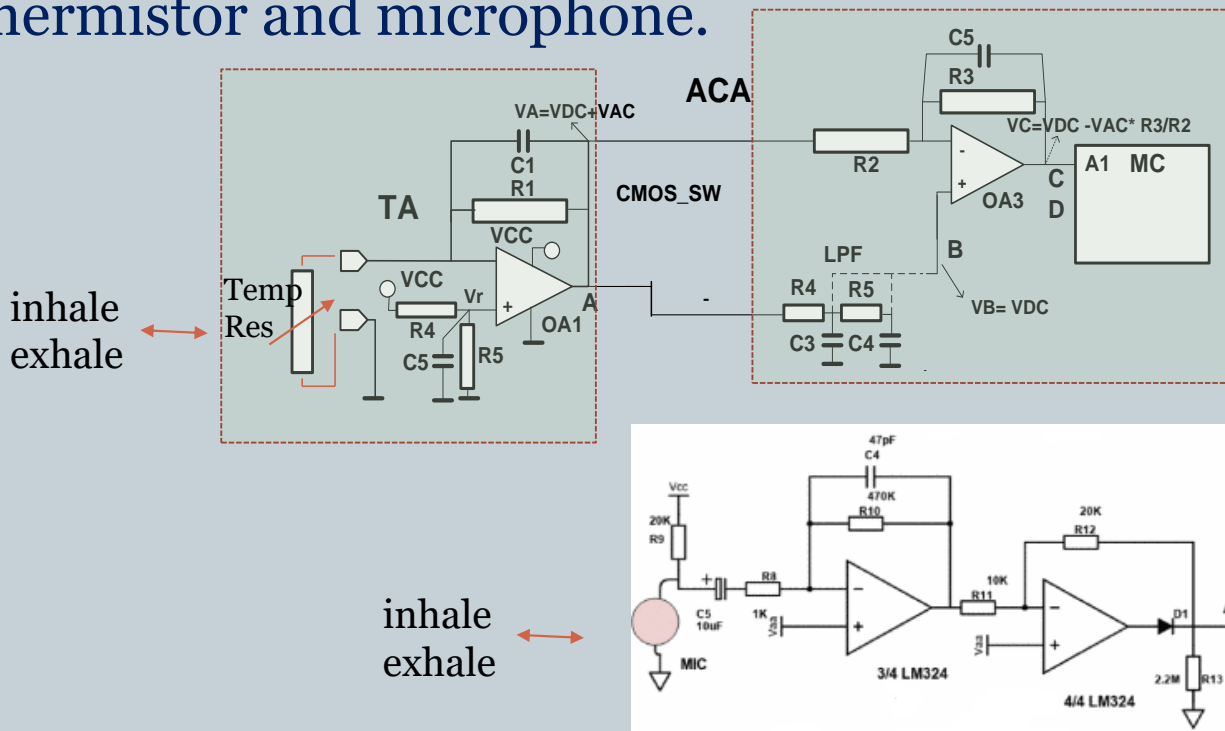 hermistor and microphone.
ACA
C5
R3
VA=VDC+VAC
VC=VDC -VAC* R3/R2
C1
R2
-
+
OA3
C
D
A1 MC
R1
CMOS_SW
TA
VCC
B
LPF
VCC
Temp
Res
Vr
+
A
-
R4
R5
VB= VDC
R4
OA1
C5
R5
C3
C4
inhale
exhale
47pF
C4
470K
R10
Vcc
20K
R9
20K
R12
+
R8
10K
R11
C5
10uF
1K
Vaa
-
+
Vaa
-
+
D1
MIC
3/4 LM324
4/4 LM324
2.2M
R13
inhale
exhale